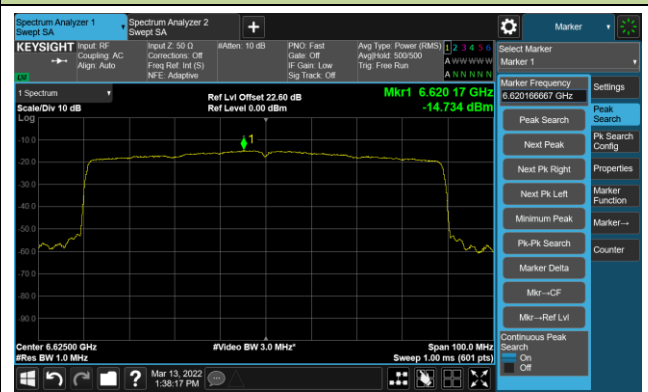 Spectrum Analyzer 1
Swept SA
Spectrum Analyzer 2
Swept SA
+
Marker
KEYSIGHT
Input: RF
Coupling: AC
Align: Auto
Input Z: 50 Ω
Corrections: Off
Freq Ref: Int (S)
NFE: Adaptive
#Atten: 10 dB
PNO: Fast
Gate: Off
IF Gain: Low
Sig Track: Off
Avg Type: Power (RMS)
Avg|Hold: 500/500
Trig: Free Run
1 2 3 4 5 6
A W W W W W
A N N N N N
LXI
Select Marker
Marker 1
1 Spectrum
Scale/Div 10 dB
Log
Ref Lvl Offset 22.60 dB
Ref Level 0.00 dBm
Mkr1 6.620 17 GHz
-14.734 dBm
1
-10.0
-20.0
-30.0
-40.0
-50.0
-60.0
-70.0
-80.0
-90.0
Center 6.62500 GHz
#Res BW 1.0 MHz
#Video BW 3.0 MHz*
Span 100.0 MHz
Sweep 1.00 ms (601 pts)
Marker Frequency
6.620166667 GHz
Peak Search
Next Peak
Next Pk Right
Next Pk Left
Minimum Peak
Pk-Pk Search
Marker Delta
Mkr→CF
Mkr→Ref Lvl
Continuous Peak
Search
On
Off
Settings
Peak
Search
Pk Search
Config
Properties
Marker
Function
Marker→
Counter
?
Mar 13, 2022
1:38:17 PM